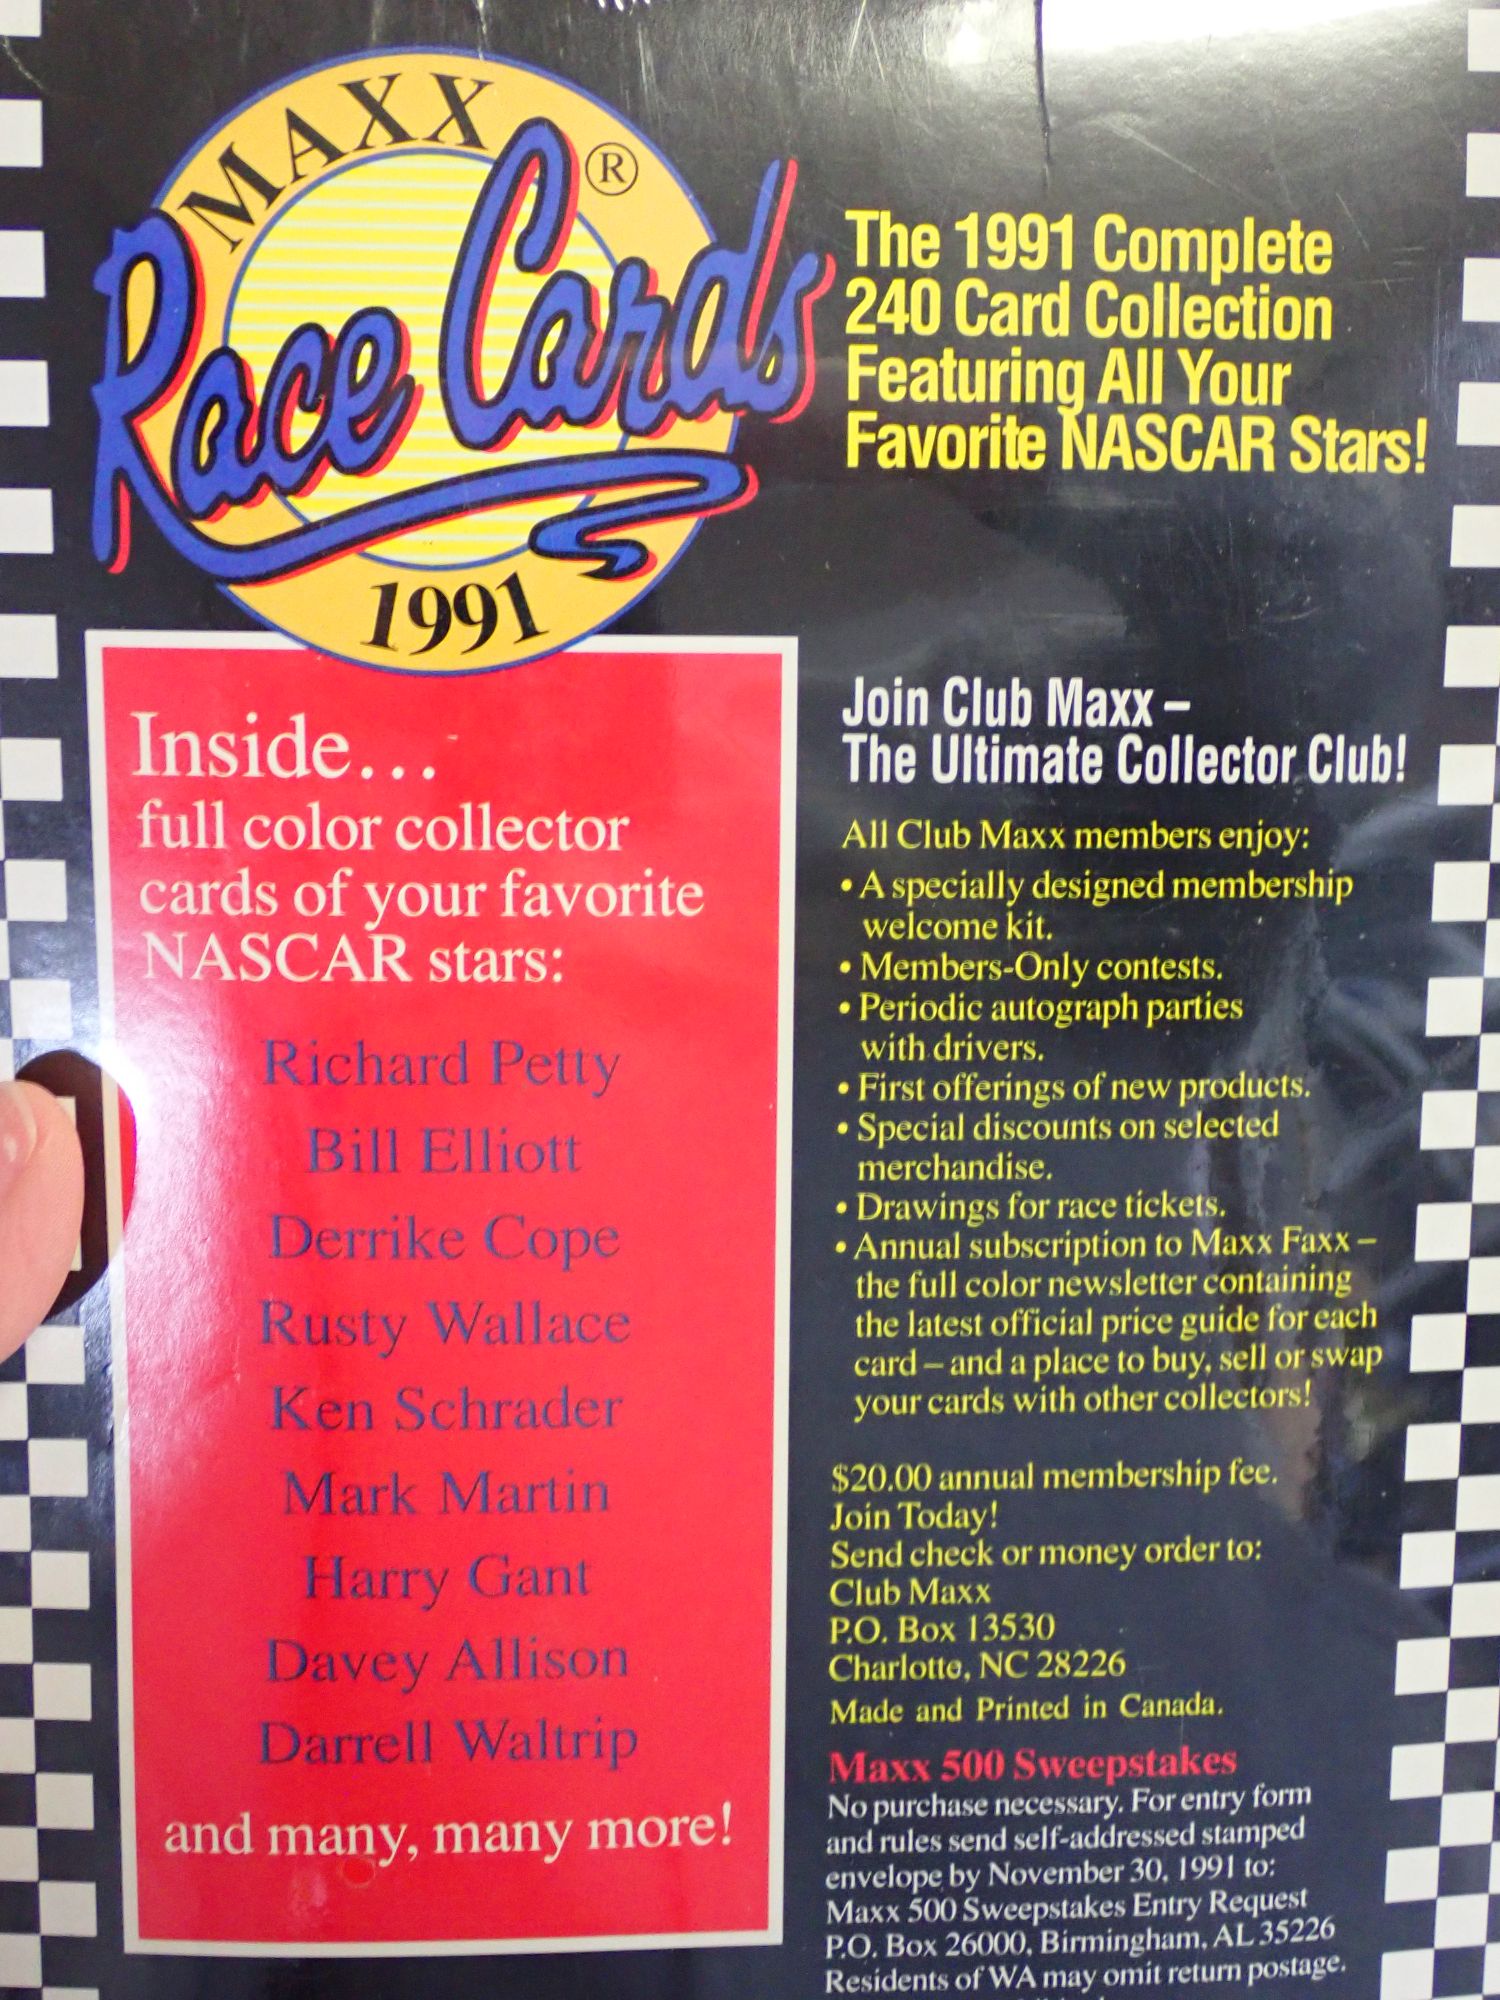 MAXX
®
Race Cards
1991
The 1991 Complete
240 Card Collection
Featuring All Your
Favorite NASCAR Stars!
Inside...
full color collector
cards of your favorite
NASCAR stars:
Richard Petty
Bill Elliott
Derrike Cope
Rusty Wallace
Ken Schrader
Mark Martin
Harry Gant
Davey Allison
Darrell Waltrip
and many, many more!
Join Club Maxx –
The Ultimate Collector Club!
All Club Maxx members enjoy:
• A specially designed membership
welcome kit.
• Members-Only contests.
• Periodic autograph parties
with drivers.
• First offerings of new products.
• Special discounts on selected
merchandise.
• Drawings for race tickets.
• Annual subscription to Maxx Faxx –
the full color newsletter containing
the latest official price guide for each
card – and a place to buy, sell or swap
your cards with other collectors!
$20.00 annual membership fee.
Join Today!
Send check or money order to:
Club Maxx
P.O. Box 13530
Charlotte, NC 28226
Made and Printed in Canada.
Maxx 500 Sweepstakes
No purchase necessary. For entry form
and rules send self-addressed stamped
envelope by November 30, 1991 to:
Maxx 500 Sweepstakes Entry Request
P.O. Box 26000, Birmingham, AL 35226
Residents of WA may omit return postage.